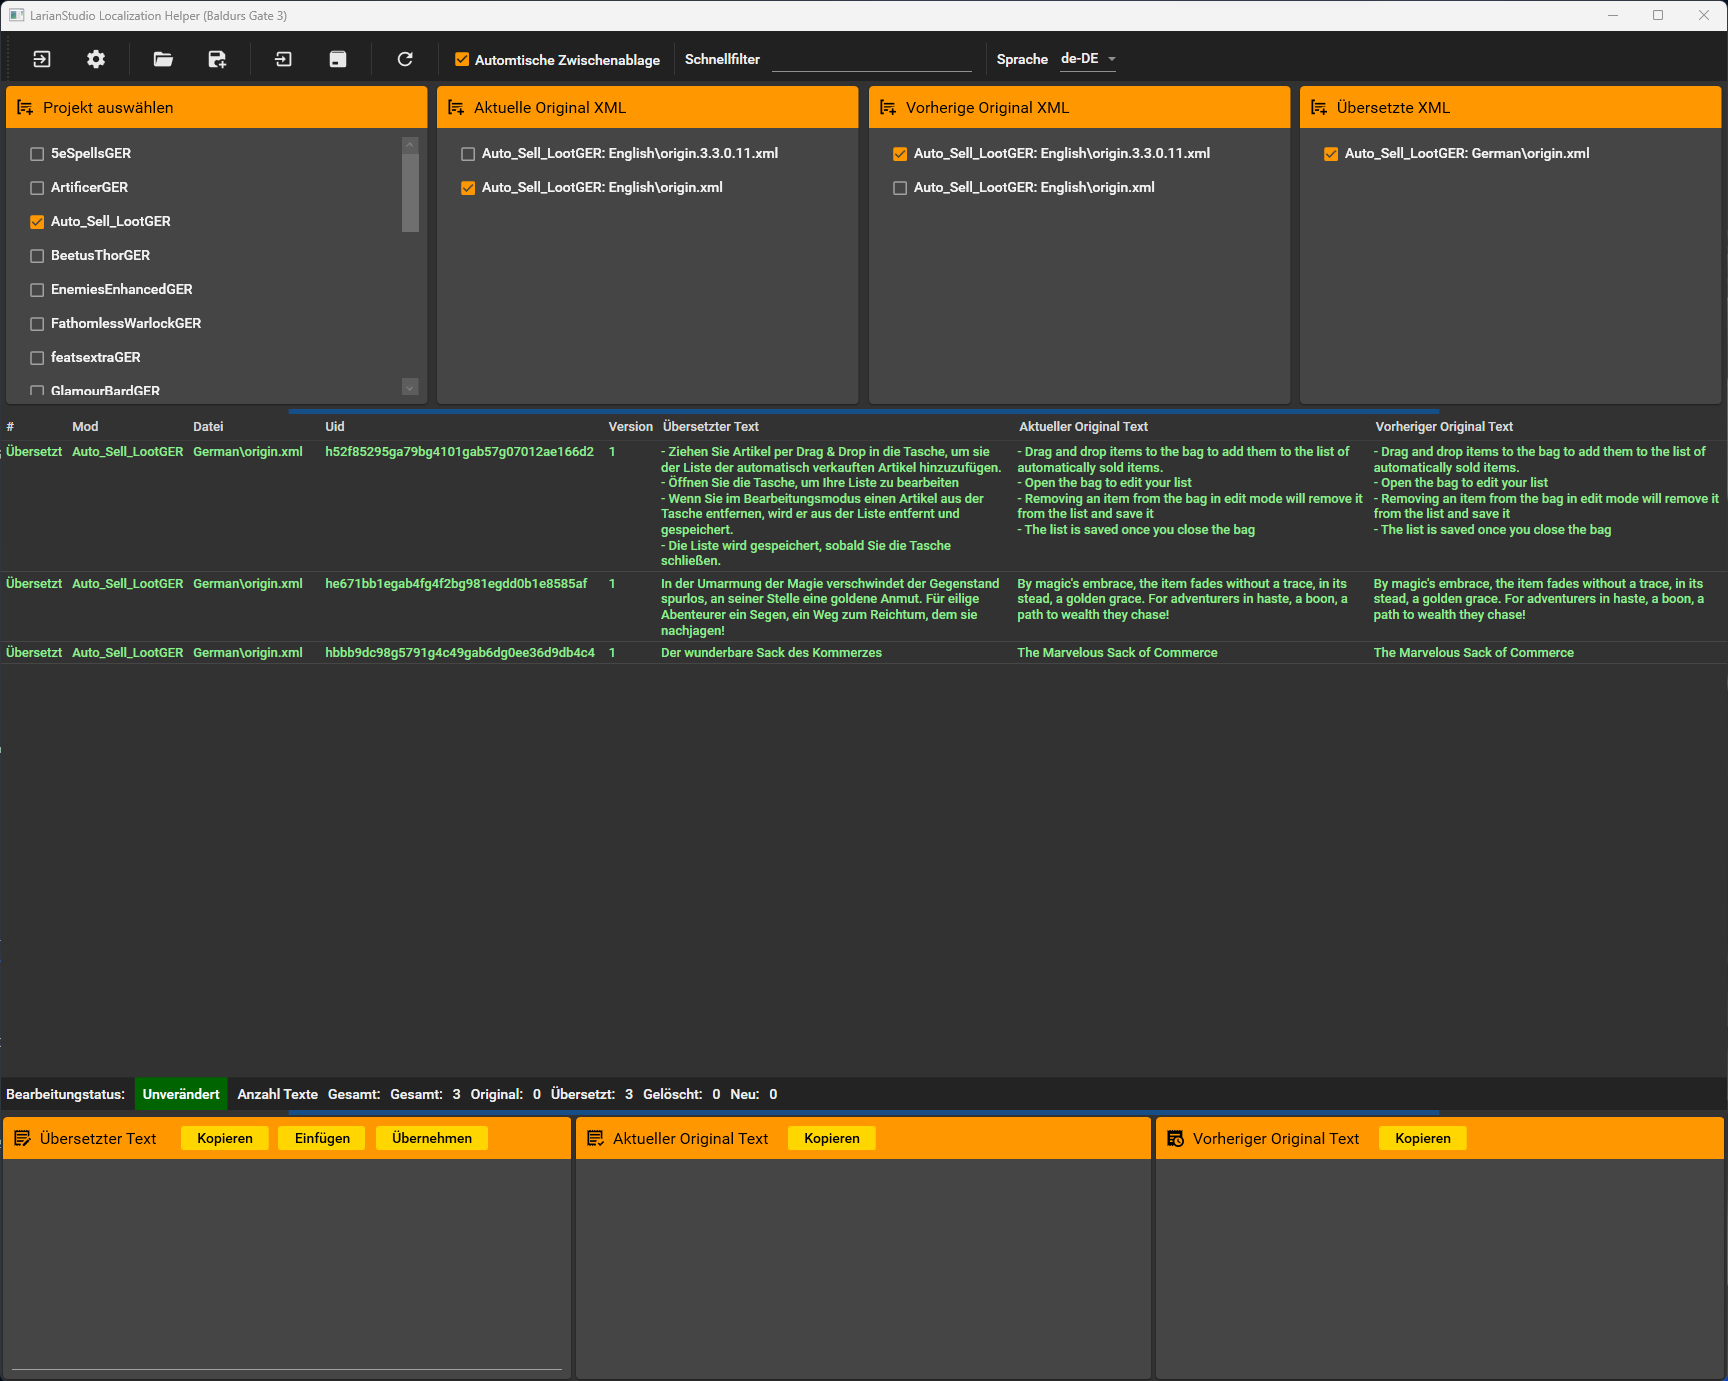 LarianStudio Localization Helper (Baldurs Gate 3)
Automtische Zwischenablage Schnellfilter Sprache de-DE
Projekt auswählen
5eSpellsGER
ArtificerGER
Auto_Sell_LootGER
BeetusThorGER
EnemiesEnhancedGER
FathomlessWarlockGER
featsextraGER
GlamourBardGER
Aktuelle Original XML
Auto_Sell_LootGER: English\origin.3.3.0.11.xml
Auto_Sell_LootGER: English\origin.xml
Vorherige Original XML
Auto_Sell_LootGER: English\origin.3.3.0.11.xml
Auto_Sell_LootGER: English\origin.xml
Übersetzte XML
Auto_Sell_LootGER: German\origin.xml
# Mod Datei Uid Version Übersetzter Text Aktueller Original Text Vorheriger Original Text
Übersetzt Auto_Sell_LootGER German\origin.xml h52f85295ga79bg4101gab57g07012ae166d2 1
- Ziehen Sie Artikel per Drag & Drop in die Tasche, um sie
der Liste der automatisch verkauften Artikel hinzuzufügen.
- Öffnen Sie die Tasche, um Ihre Liste zu bearbeiten
- Wenn Sie im Bearbeitungsmodus einen Artikel aus der
Tasche entfernen, wird er aus der Liste entfernt und
gespeichert.
- Die Liste wird gespeichert, sobald Sie die Tasche
schließen.
- Drag and drop items to the bag to add them to the list of
automatically sold items.
- Open the bag to edit your list
- Removing an item from the bag in edit mode will remove it
from the list and save it
- The list is saved once you close the bag
- Drag and drop items to the bag to add them to the list of
automatically sold items.
- Open the bag to edit your list
- Removing an item from the bag in edit mode will remove it
from the list and save it
- The list is saved once you close the bag
Übersetzt Auto_Sell_LootGER German\origin.xml he671bb1egab4fg4f2bg981egdd0b1e8585af 1
In der Umarmung der Magie verschwindet der Gegenstand
spurlos, an seiner Stelle eine goldene Anmut. Für eilige
Abenteurer ein Segen, ein Weg zum Reichtum, dem sie
nachjagen!
By magic's embrace, the item fades without a trace, in its
stead, a golden grace. For adventurers in haste, a boon, a
path to wealth they chase!
By magic's embrace, the item fades without a trace, in its
stead, a golden grace. For adventurers in haste, a boon, a
path to wealth they chase!
Übersetzt Auto_Sell_LootGER German\origin.xml hbbb9dc98g5791g4c49gab6dg0ee36d9db4c4 1 Der wunderbare Sack des Kommerzes The Marvelous Sack of Commerce The Marvelous Sack of Commerce
Bearbeitungstatus: Unverändert Anzahl Texte Gesamt: Gesamt: 3 Original: 0 Übersetzt: 3 Gelöscht: 0 Neu: 0
Übersetzter Text Kopieren Einfügen Übernehmen
Aktueller Original Text Kopieren
Vorheriger Original Text Kopieren